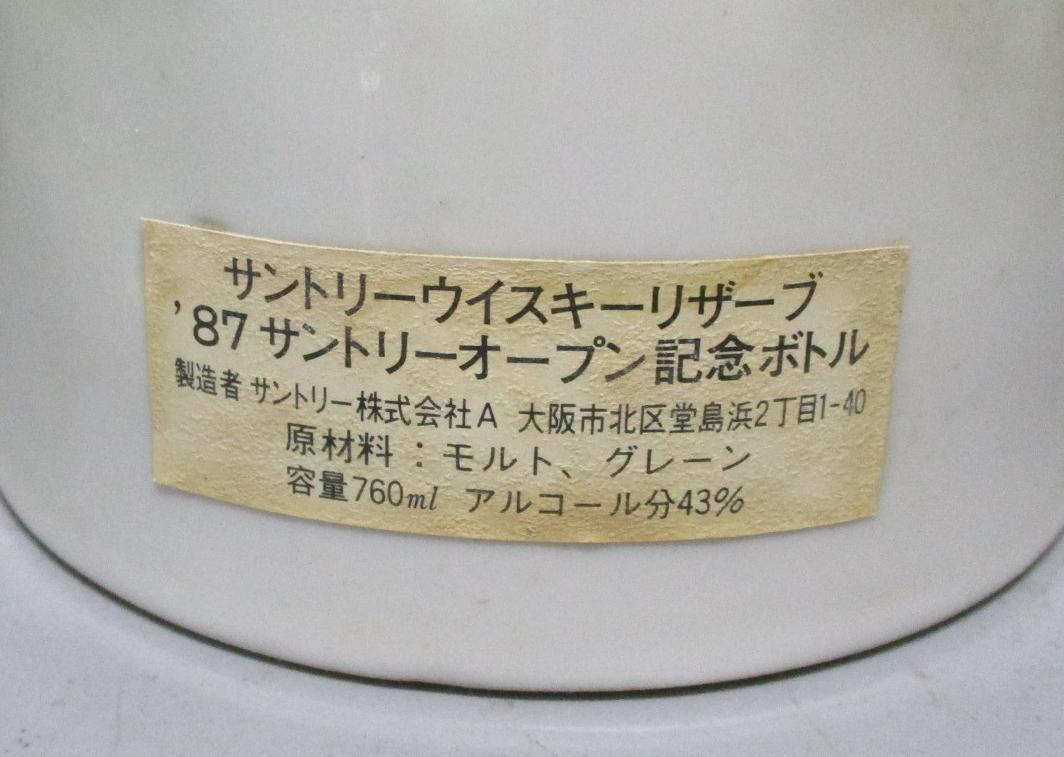 サントリーウイスキーリザーブ
'87 サントリーオープン記念ボトル
製造者 サントリー株式会社A 大阪市北区堂島浜2丁目1-40
原材料：モルト、グレーン
容量760ml アルコール分43%